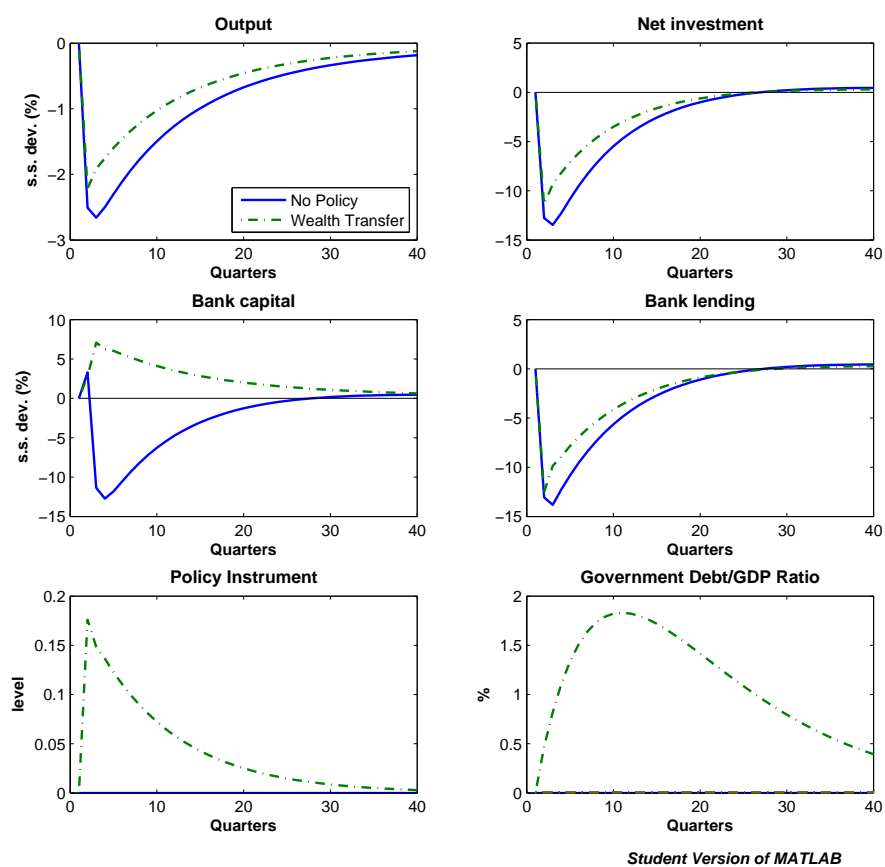 Output
Net investment
0
−1
−2
−3
s.s. dev. (%)
No Policy
Wealth Transfer
0 10 20 30 40
Quarters
5
0
−5
−10
−15
0 10 20 30 40
Quarters
Bank capital
Bank lending
10
5
0
−5
−10
−15
s.s. dev. (%)
0 10 20 30 40
Quarters
5
0
−5
−10
−15
0 10 20 30 40
Quarters
Policy Instrument
Government Debt/GDP Ratio
0.2
0.15
0.1
0.05
0
level
0 10 20 30 40
Quarters
2
1.5
1
0.5
0
%
0 10 20 30 40
Quarters
Student Version of MATLAB